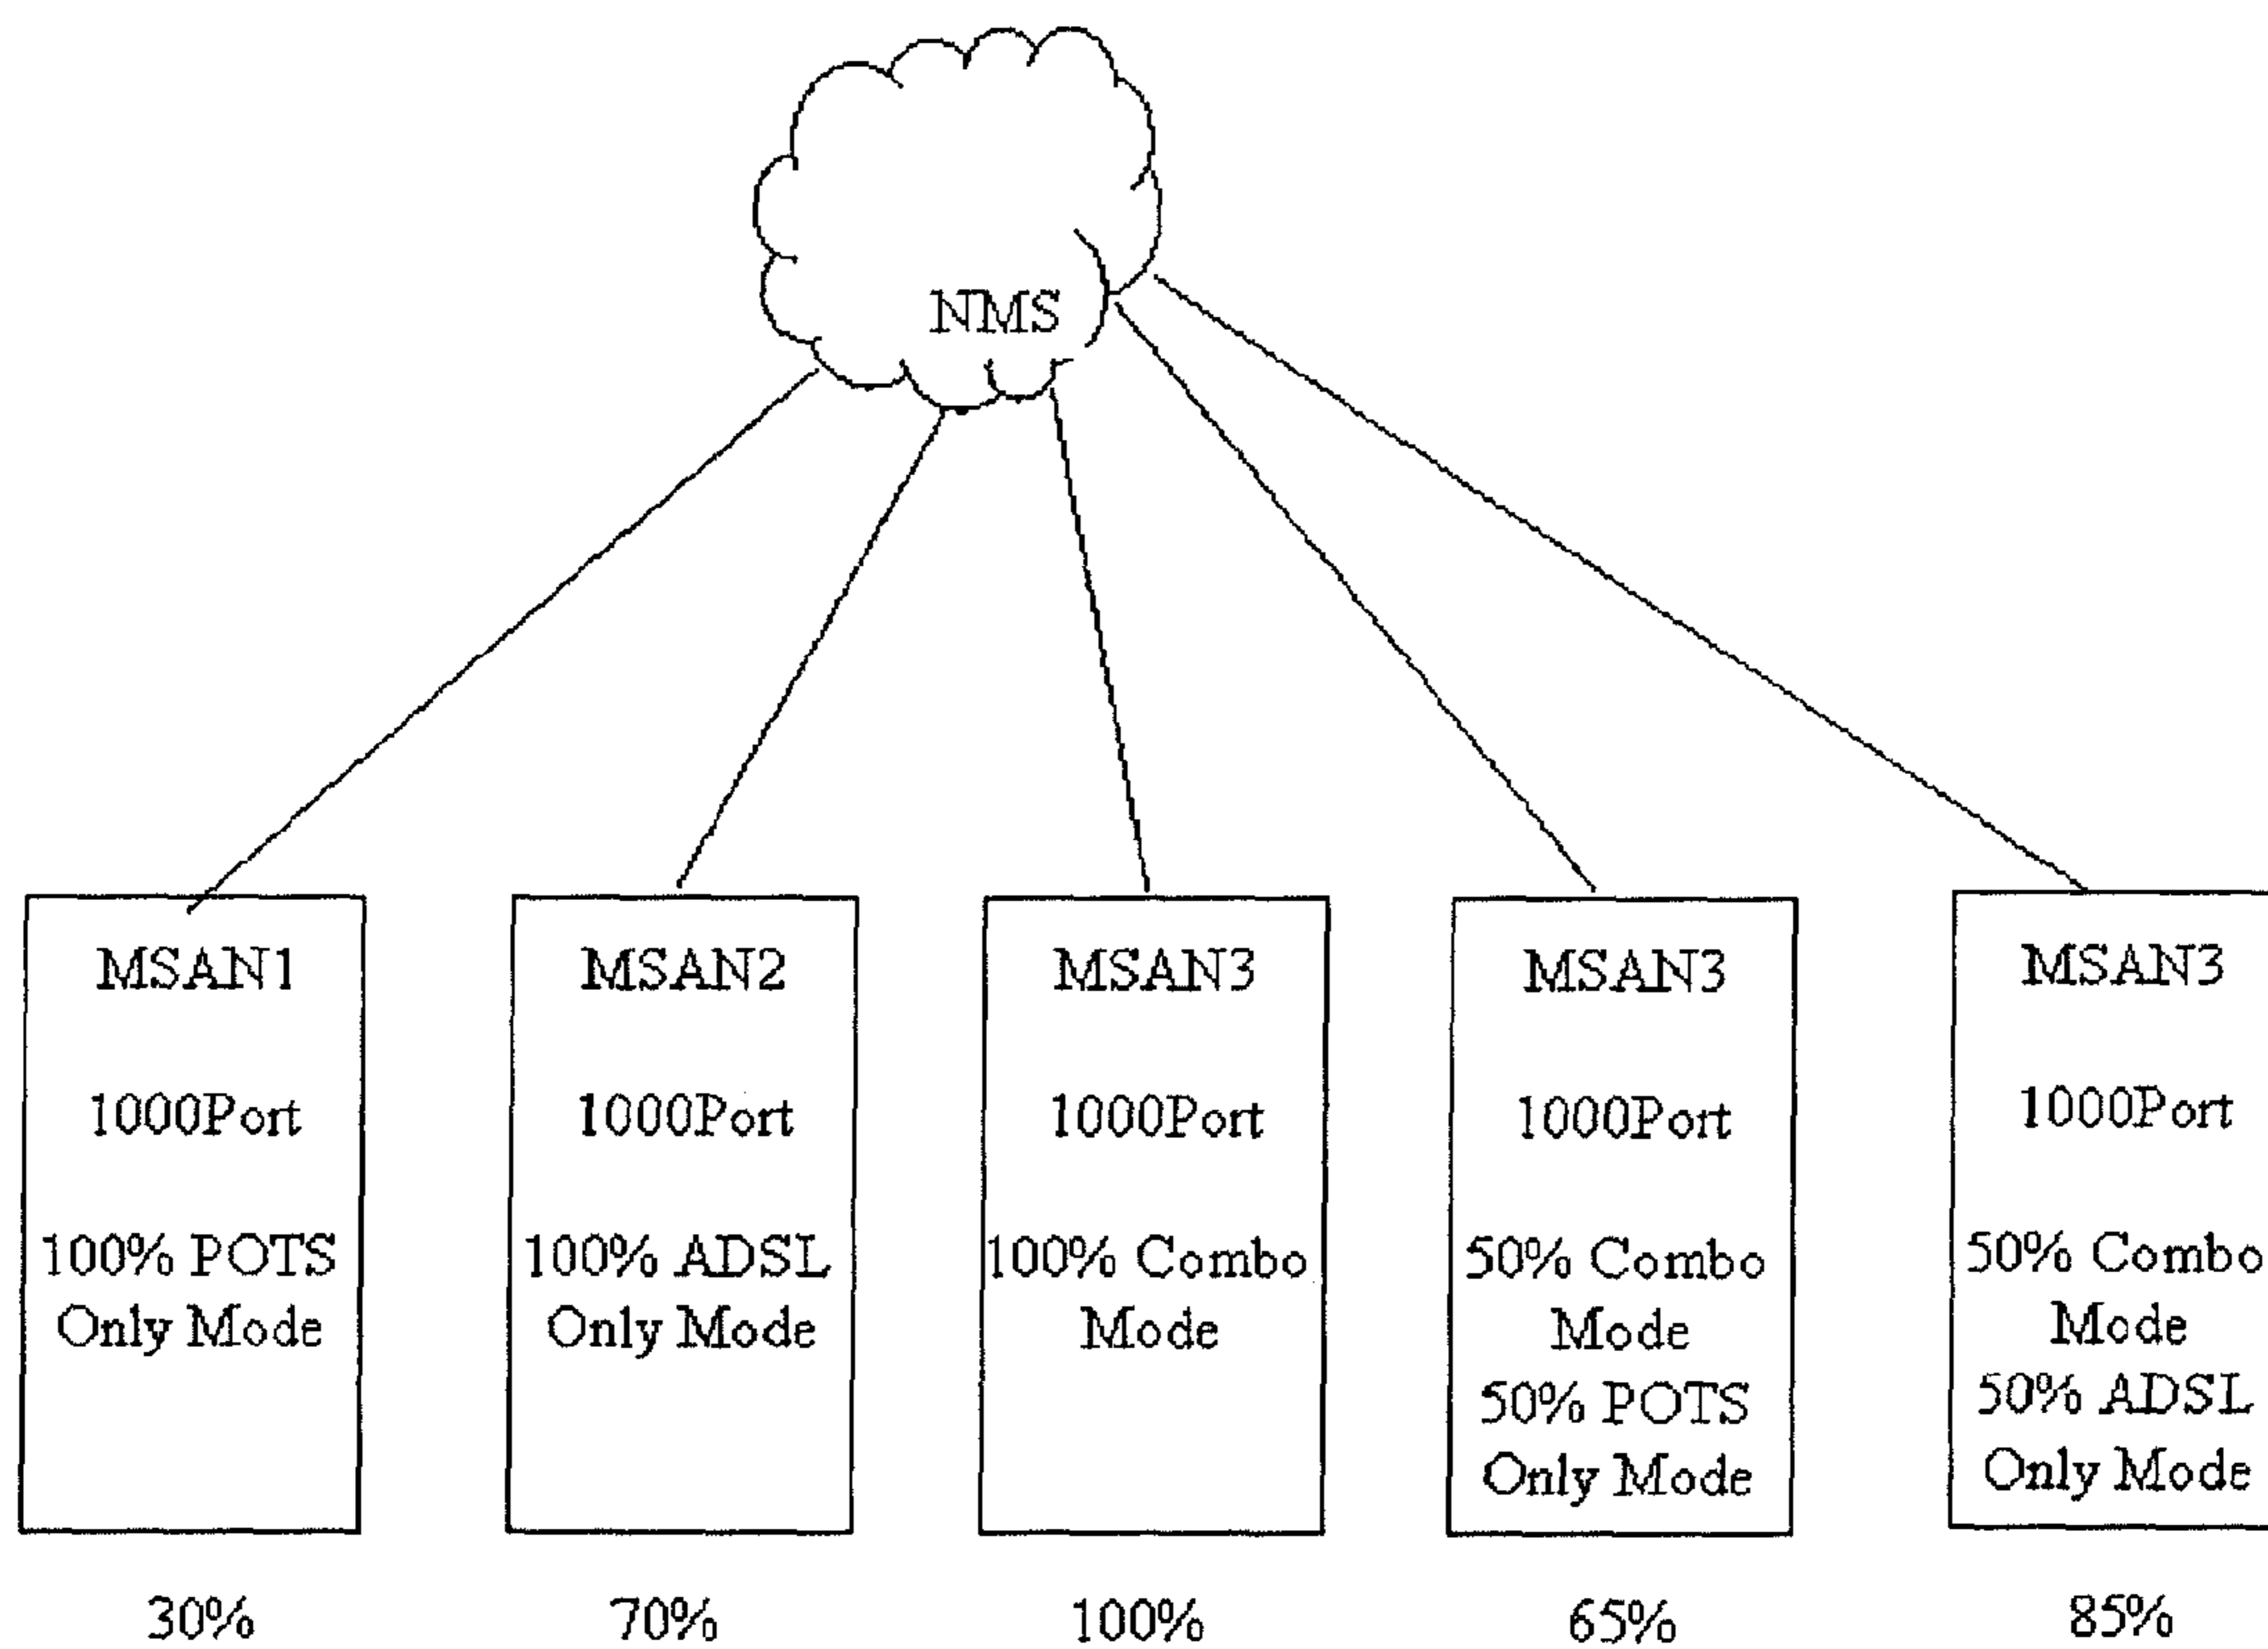 NMS
MSAN1
1000Port
100% POTS
Only Mode
30%
MSAN2
1000Port
100% ADSL
Only Mode
70%
MSAN3
1000Port
100% Combo
Mode
100%
MSAN3
1000Port
50% Combo
Mode
50% POTS
Only Mode
65%
MSAN3
1000Port
50% Combo
Mode
50% ADSL
Only Mode
85%